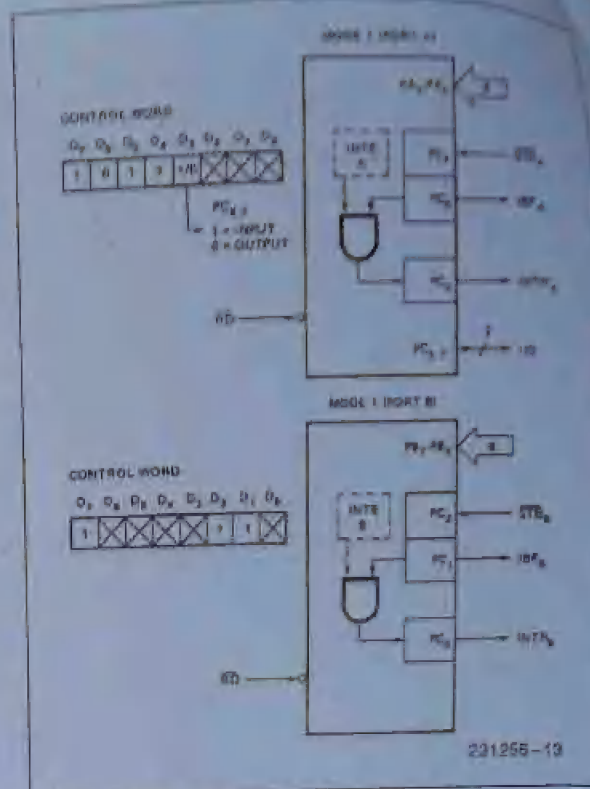 MODE 1 (PORT A)
PA7-PA0
8
CONTROL WORD
D7 D6 D5 D4 D3 D2 D1 D0
1 0 1 1 1/0
PC6,7
1 = INPUT
0 = OUTPUT
INTE
A
PC4
STBA
PC5
IBFA
PC3
INTRA
RD
PC6,7
2
I/O
MODE 1 (PORT B)
PB7-PB0
8
CONTROL WORD
D7 D6 D5 D4 D3 D2 D1 D0
1 1 1
INTE
B
PC2
STBB
PC1
IBFB
PC0
INTRB
RD
231256-13